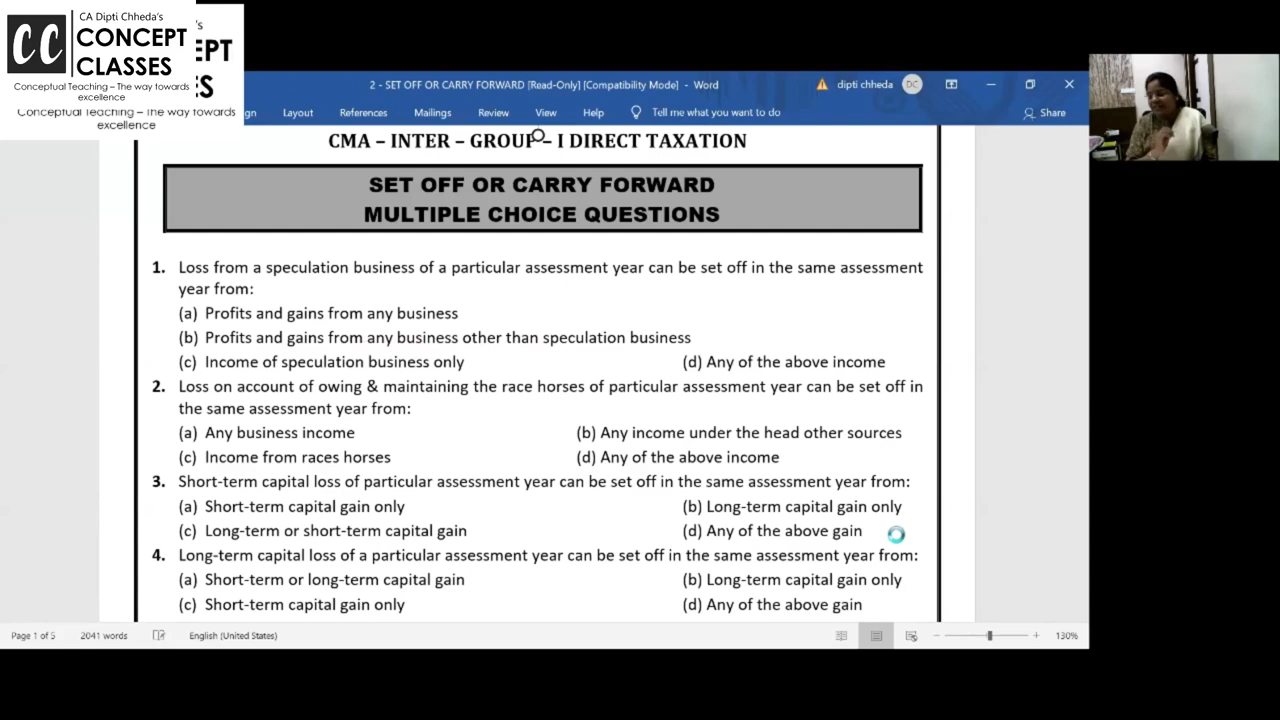 CA Dipti Chheda's
CONCEPT
CLASSES
Conceptual Teaching – The way towards
excellence
's
EPT
ES
Conceptual Teaching – The way towards
excellence
2 - SET OFF OR CARRY FORWARD [Read-Only] [Compatibility Mode] - Word
dipti chheda
DC
gn
Layout
References
Mailings
Review
View
Help
Tell me what you want to do
Share
CMA – INTER – GROUP – I DIRECT TAXATION
SET OFF OR CARRY FORWARD
MULTIPLE CHOICE QUESTIONS
1. Loss from a speculation business of a particular assessment year can be set off in the same assessment
year from:
(a) Profits and gains from any business
(b) Profits and gains from any business other than speculation business
(c) Income of speculation business only (d) Any of the above income
2. Loss on account of owing & maintaining the race horses of particular assessment year can be set off in
the same assessment year from:
(a) Any business income (b) Any income under the head other sources
(c) Income from races horses (d) Any of the above income
3. Short-term capital loss of particular assessment year can be set off in the same assessment year from:
(a) Short-term capital gain only (b) Long-term capital gain only
(c) Long-term or short-term capital gain (d) Any of the above gain
4. Long-term capital loss of a particular assessment year can be set off in the same assessment year from:
(a) Short-term or long-term capital gain (b) Long-term capital gain only
(c) Short-term capital gain only (d) Any of the above gain
Page 1 of 5 2041 words English (United States) 130%